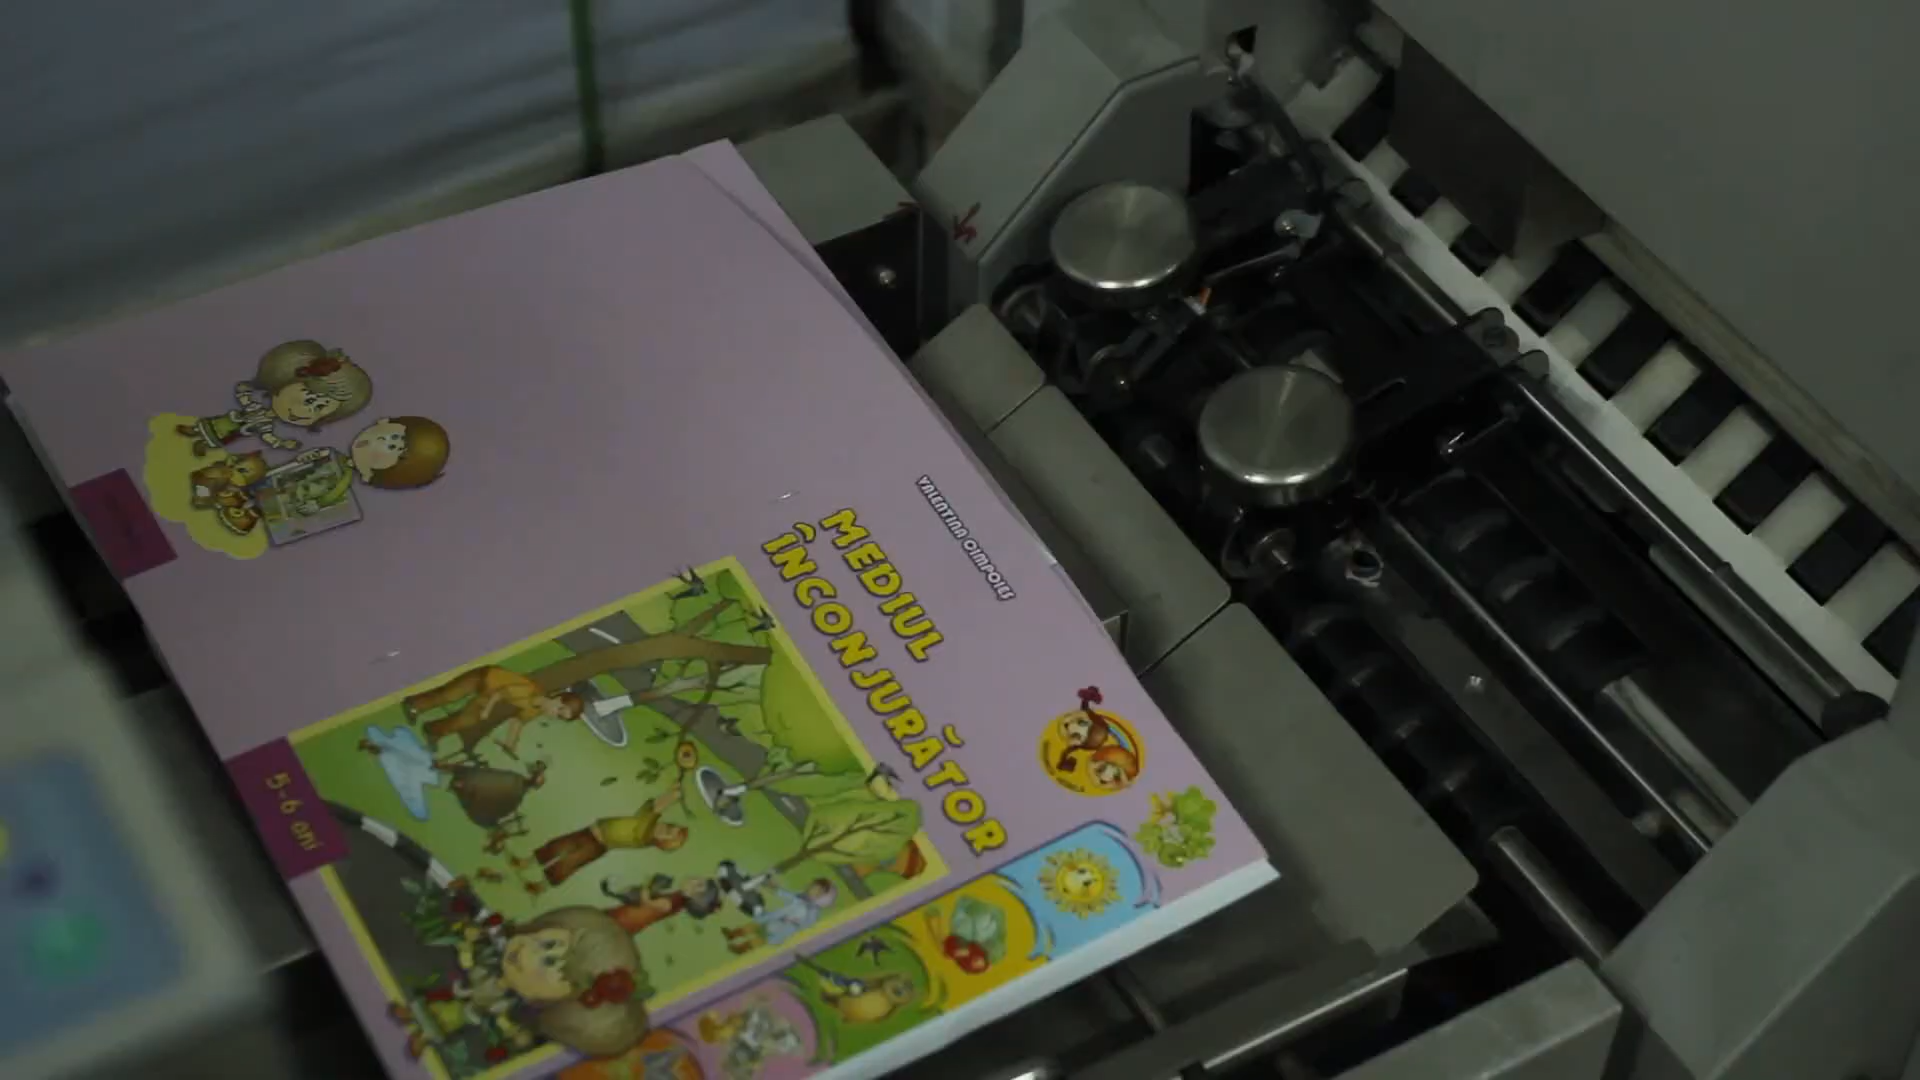 VALENTINA CIMPOIEȘ
MEDIUL
ÎNCONJURĂTOR
5-6 ani